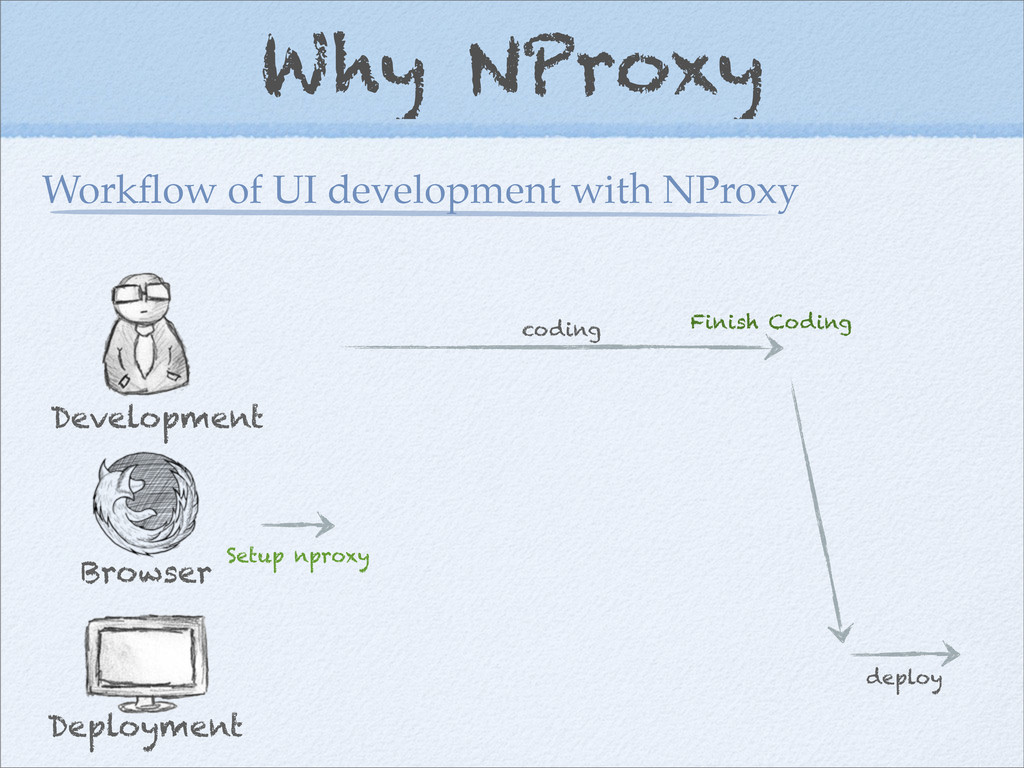 Why NProxy
Workflow of UI development with NProxy
coding
Finish Coding
Development
Setup nproxy
Browser
deploy
Deployment